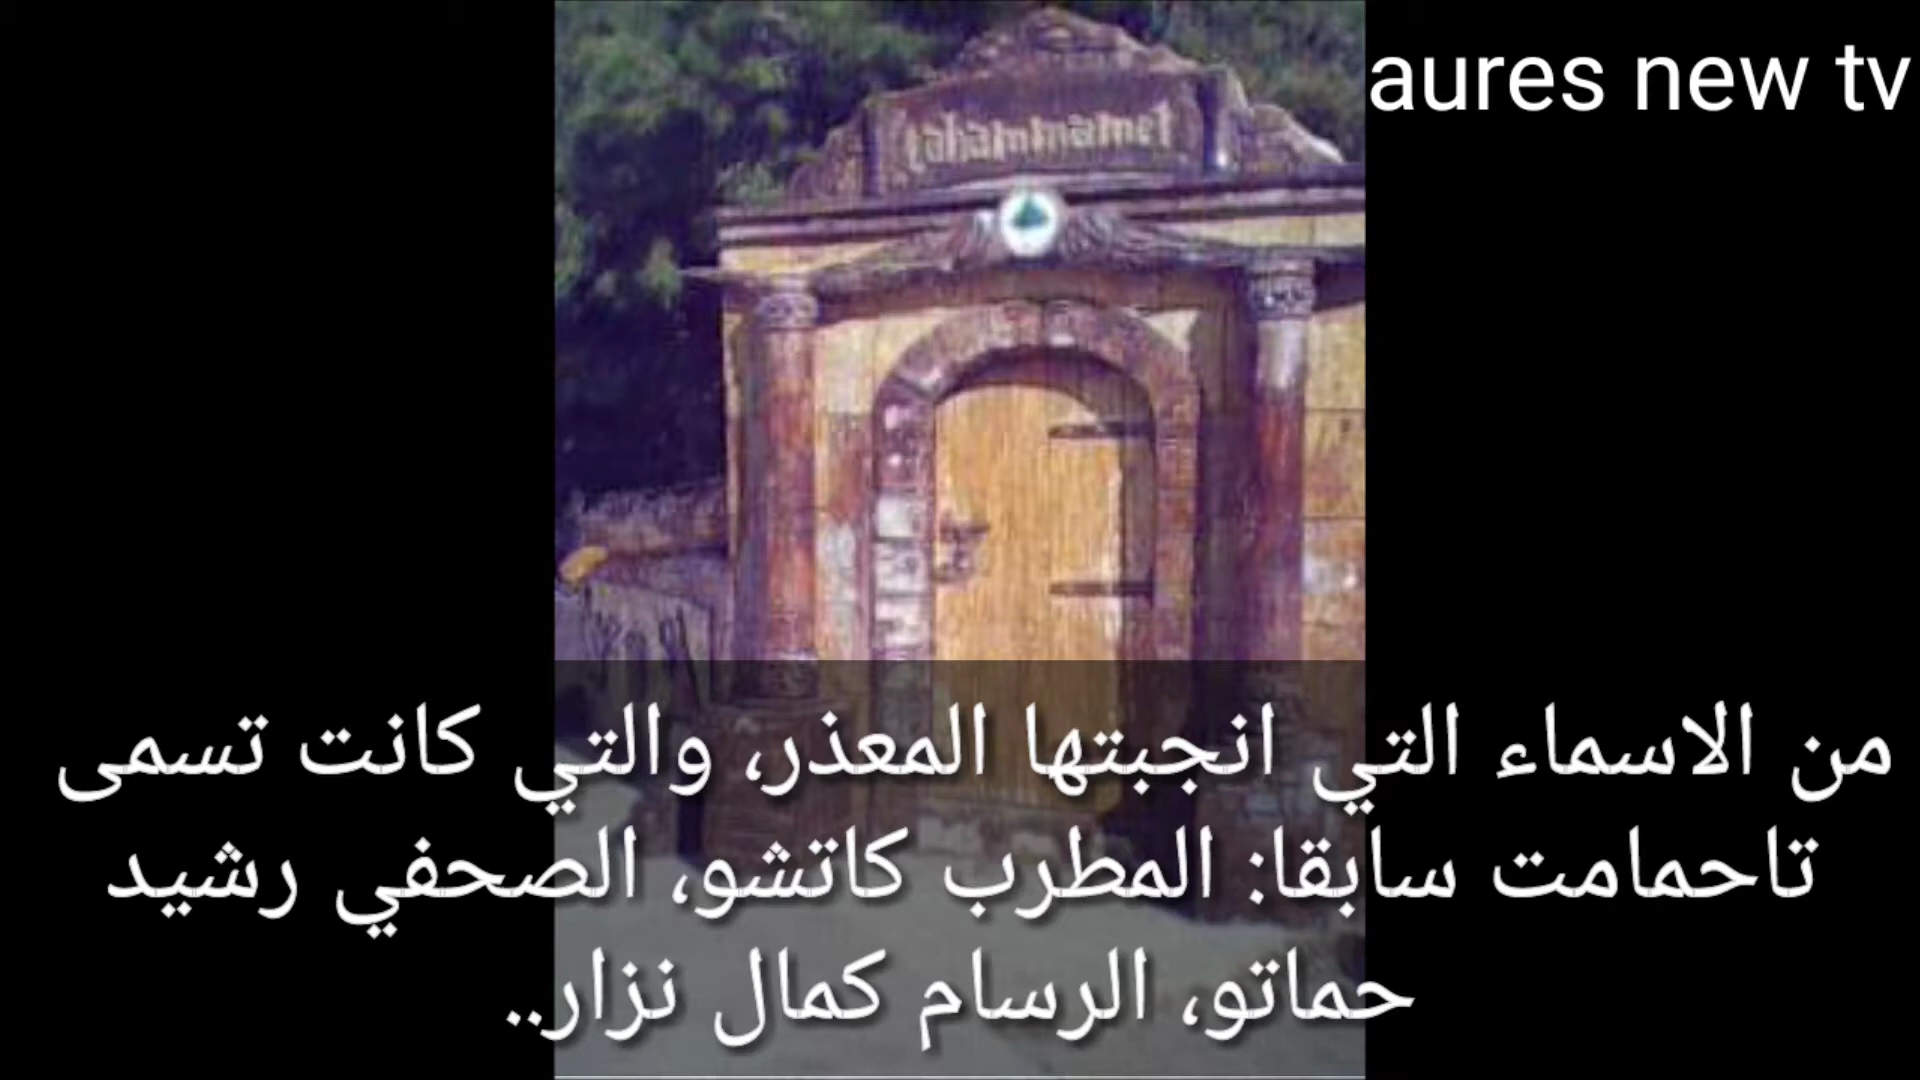 aures new tv
tahammamet
من الاسماء التي انجبتها المعذر، والتي كانت تسمى
تاحمامت سابقا: المطرب كاتشو، الصحفي رشيد
حماتو، الرسام كمال نزار..